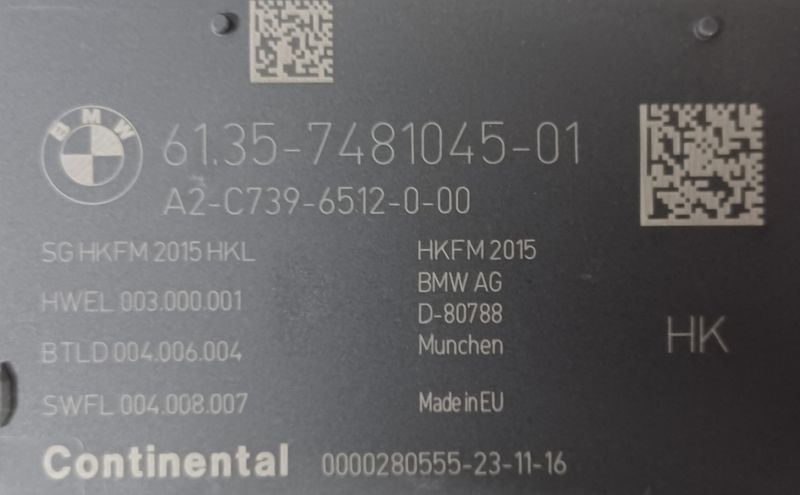 BMW
61.35-7481045-01
A2-C739-6512-0-00
SG HKFM 2015 HKL
HWEL 003.000.001
BTLD 004.006.004
SWFL 004.008.007
HKFM 2015
BMW AG
D-80788
Munchen
Made in EU
HK
Continental 0000280555-23-11-16